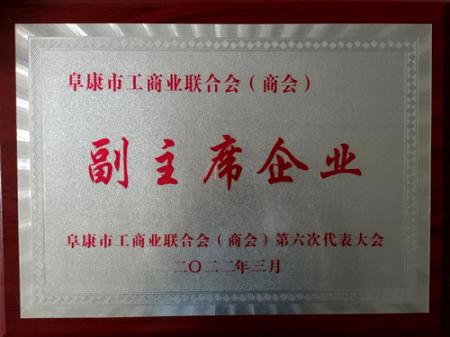 阜康市工商业联合会（商会）
副主席企业
阜康市工商业联合会（商会）第六次代表大会
二〇二二年三月